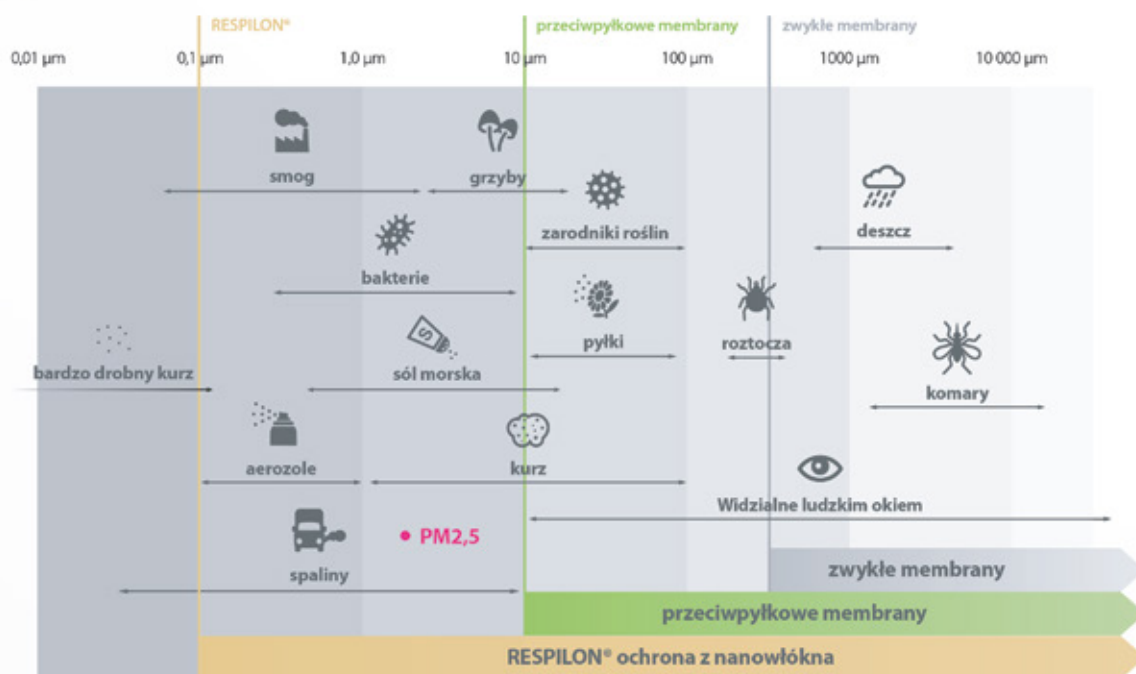 RESPILON®
przeciwpyłkowe membrany
zwykłe membrany
0,01 µm
0,1 µm
1,0 µm
10 µm
100 µm
1000 µm
10 000 µm
smog
grzyby
zarodniki roślin
deszcz
bakterie
pyłki
roztocza
bardzo drobny kurz
sól morska
komary
aerozole
kurz
Widzialne ludzkim okiem
PM2,5
spaliny
zwykłe membrany
przeciwpyłkowe membrany
RESPILON® ochrona z nanowłókna